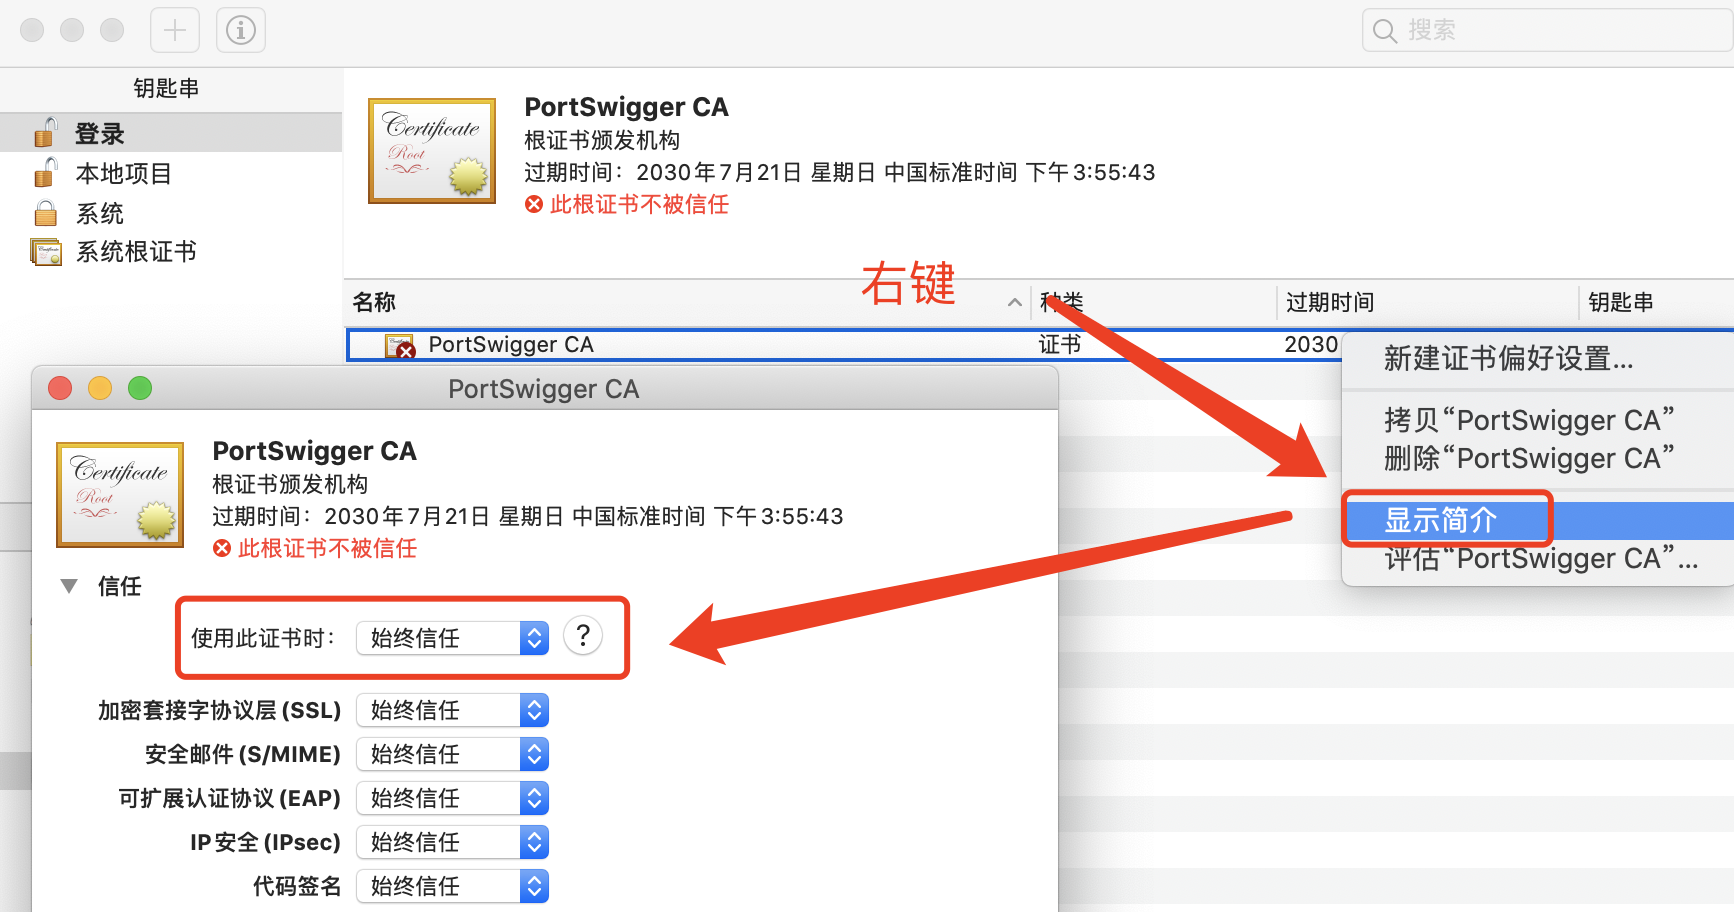 搜索
钥匙串
登录
本地项目
系统
系统根证书
Certificate
Root
PortSwigger CA
根证书颁发机构
过期时间：2030年7月21日 星期日 中国标准时间 下午3:55:43
此根证书不被信任
右键
名称 种类 过期时间 钥匙串
PortSwigger CA 证书 2030
新建证书偏好设置...
拷贝“PortSwigger CA”
删除“PortSwigger CA”
显示简介
评估“PortSwigger CA”...
PortSwigger CA
Certificate
Root
PortSwigger CA
根证书颁发机构
过期时间：2030年7月21日 星期日 中国标准时间 下午3:55:43
此根证书不被信任
信任
使用此证书时： 始终信任 ?
加密套接字协议层 (SSL) 始终信任
安全邮件 (S/MIME) 始终信任
可扩展认证协议 (EAP) 始终信任
IP 安全 (IPsec) 始终信任
代码签名 始终信任